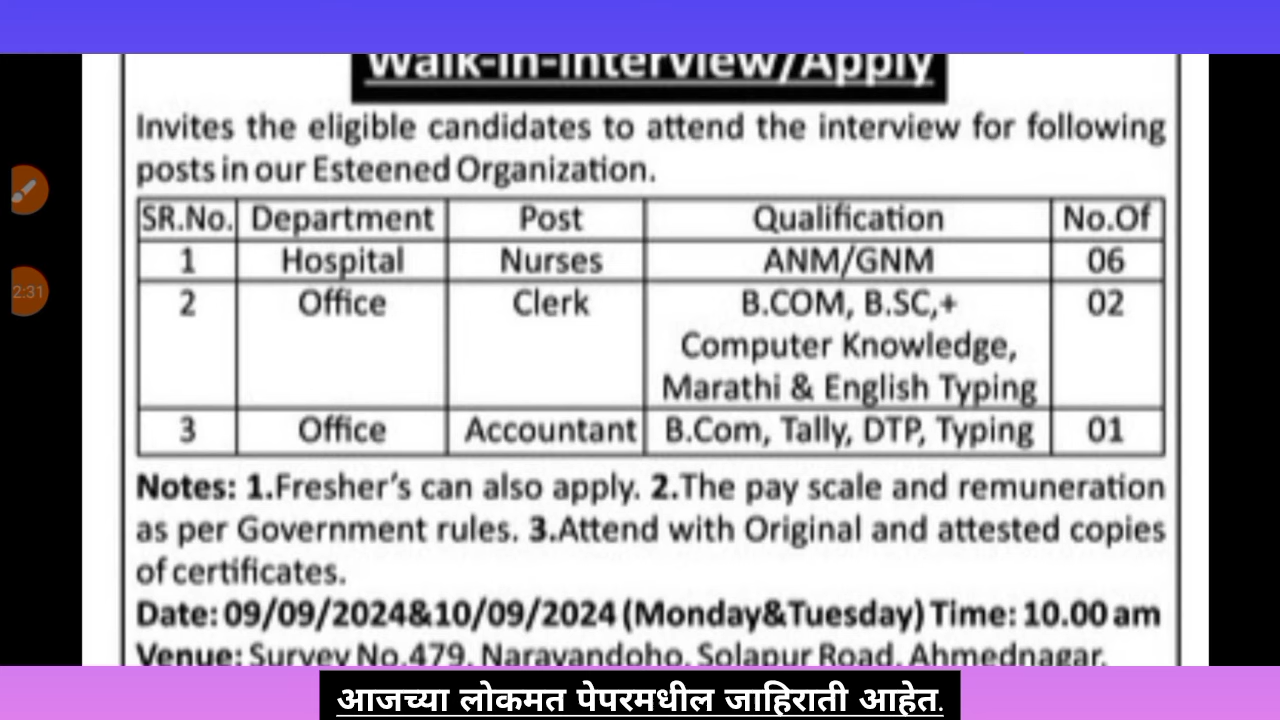 Walk-in-Interview/Apply
Invites the eligible candidates to attend the interview for following
posts in our Esteened Organization.
SR.No. Department Post Qualification No.Of
1 Hospital Nurses ANM/GNM 06
2 Office Clerk B.COM, B.SC,+ 02
Computer Knowledge,
Marathi & English Typing
3 Office Accountant B.Com, Tally, DTP, Typing 01
Notes: 1.Fresher's can also apply. 2.The pay scale and remuneration
as per Government rules. 3.Attend with Original and attested copies
of certificates.
Date: 09/09/2024&10/09/2024 (Monday&Tuesday) Time: 10.00 am
Venue: Survey No.479, Narayandoho, Solapur Road, Ahmednagar.
2:31
आजच्या लोकमत पेपरमधील जाहिराती आहेत.